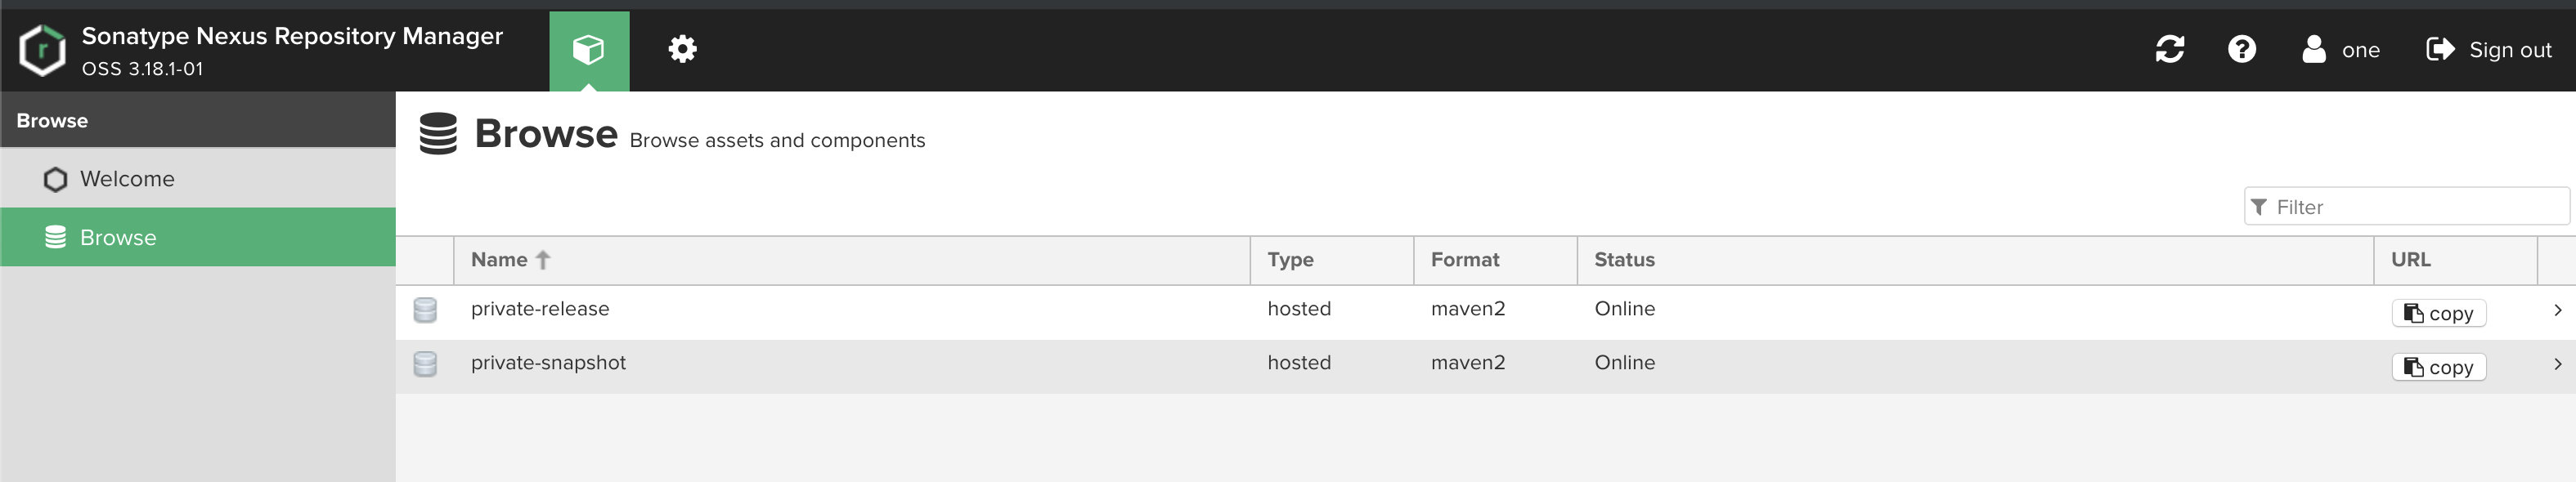 Sonatype Nexus Repository Manager
OSS 3.18.1-01
one
Sign out
Browse
Welcome
Browse
Browse Browse assets and components
Filter
Name Type Format Status URL
private-release hosted maven2 Online copy
private-snapshot hosted maven2 Online copy